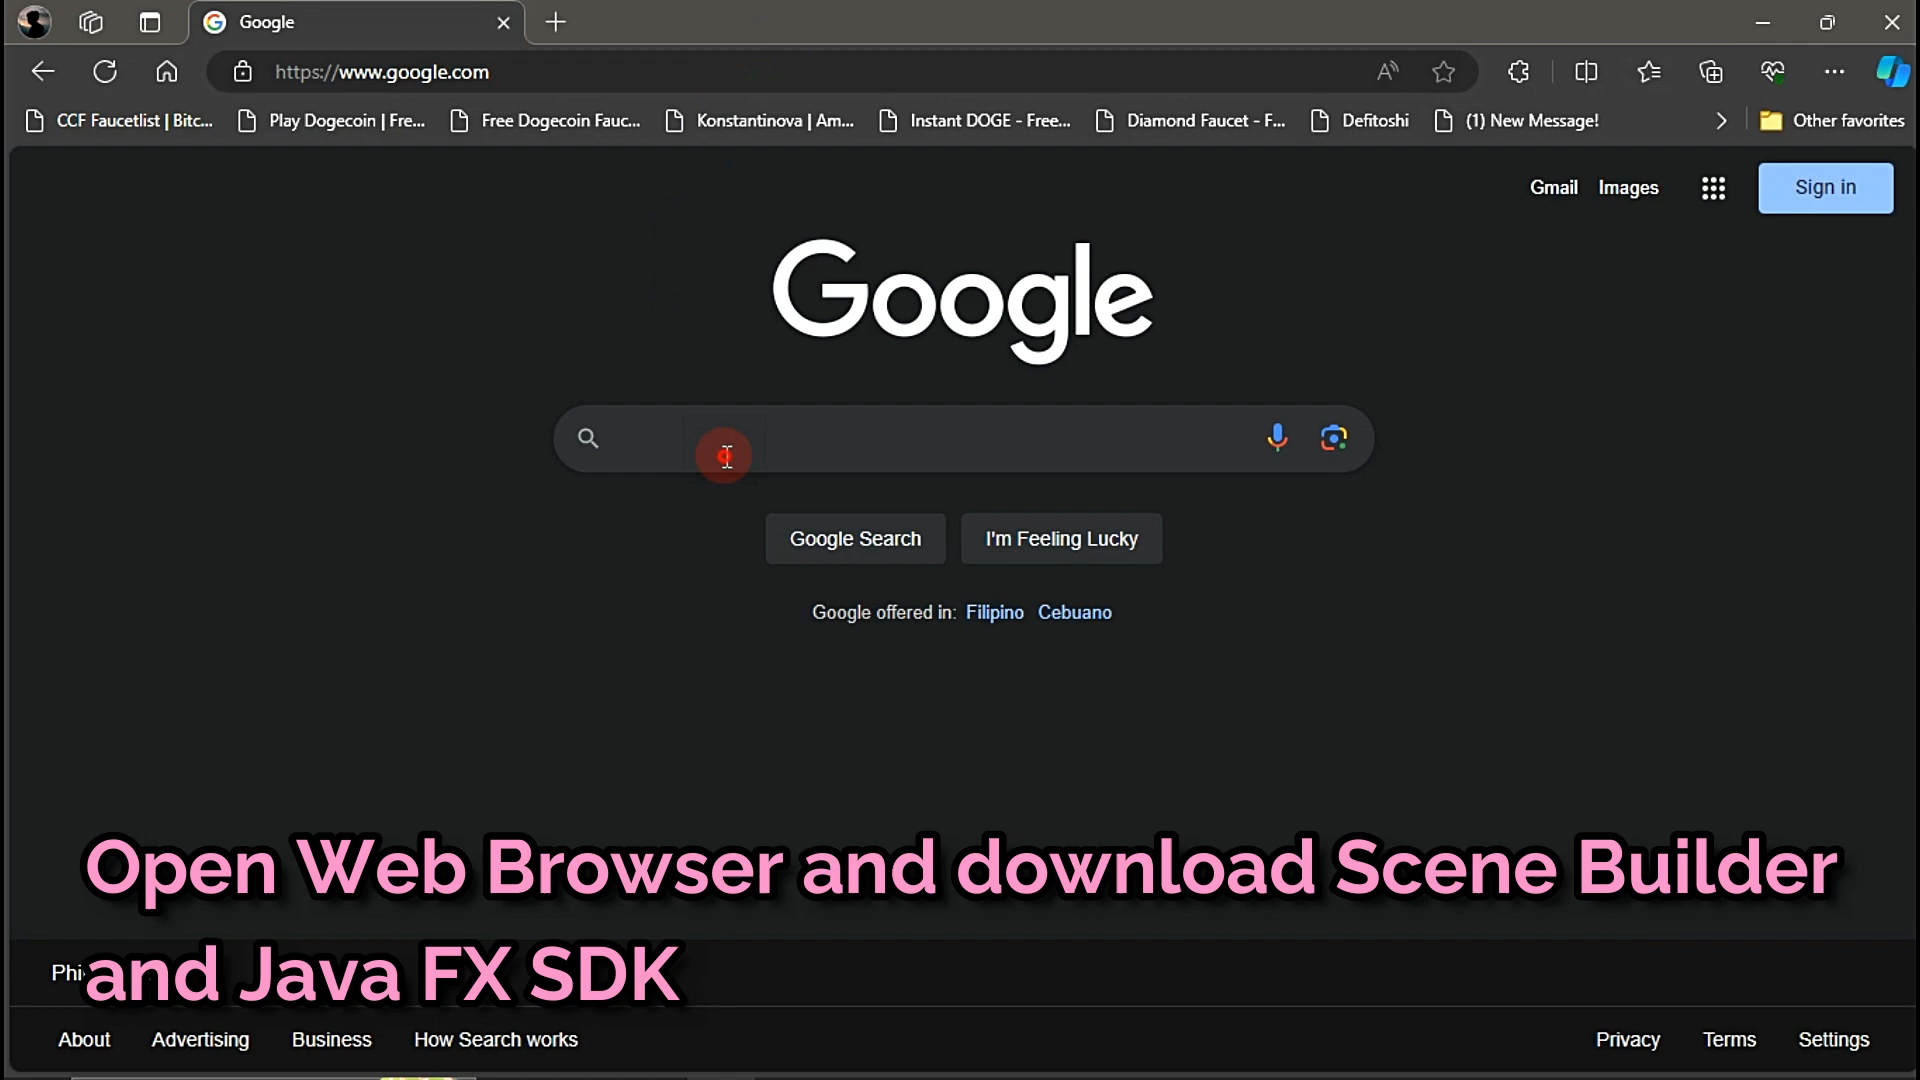 Google
https://www.google.com
CCF Faucetlist | Bitc...
Play Dogecoin | Fre...
Free Dogecoin Fauc...
Konstantinova | Am...
Instant DOGE - Free...
Diamond Faucet - F...
Defitoshi
(1) New Message!
Other favorites
Gmail
Images
Sign in
Google
Google Search
I'm Feeling Lucky
Google offered in: Filipino Cebuano
Open Web Browser and download Scene Builder
and Java FX SDK
About
Advertising
Business
How Search works
Privacy
Terms
Settings